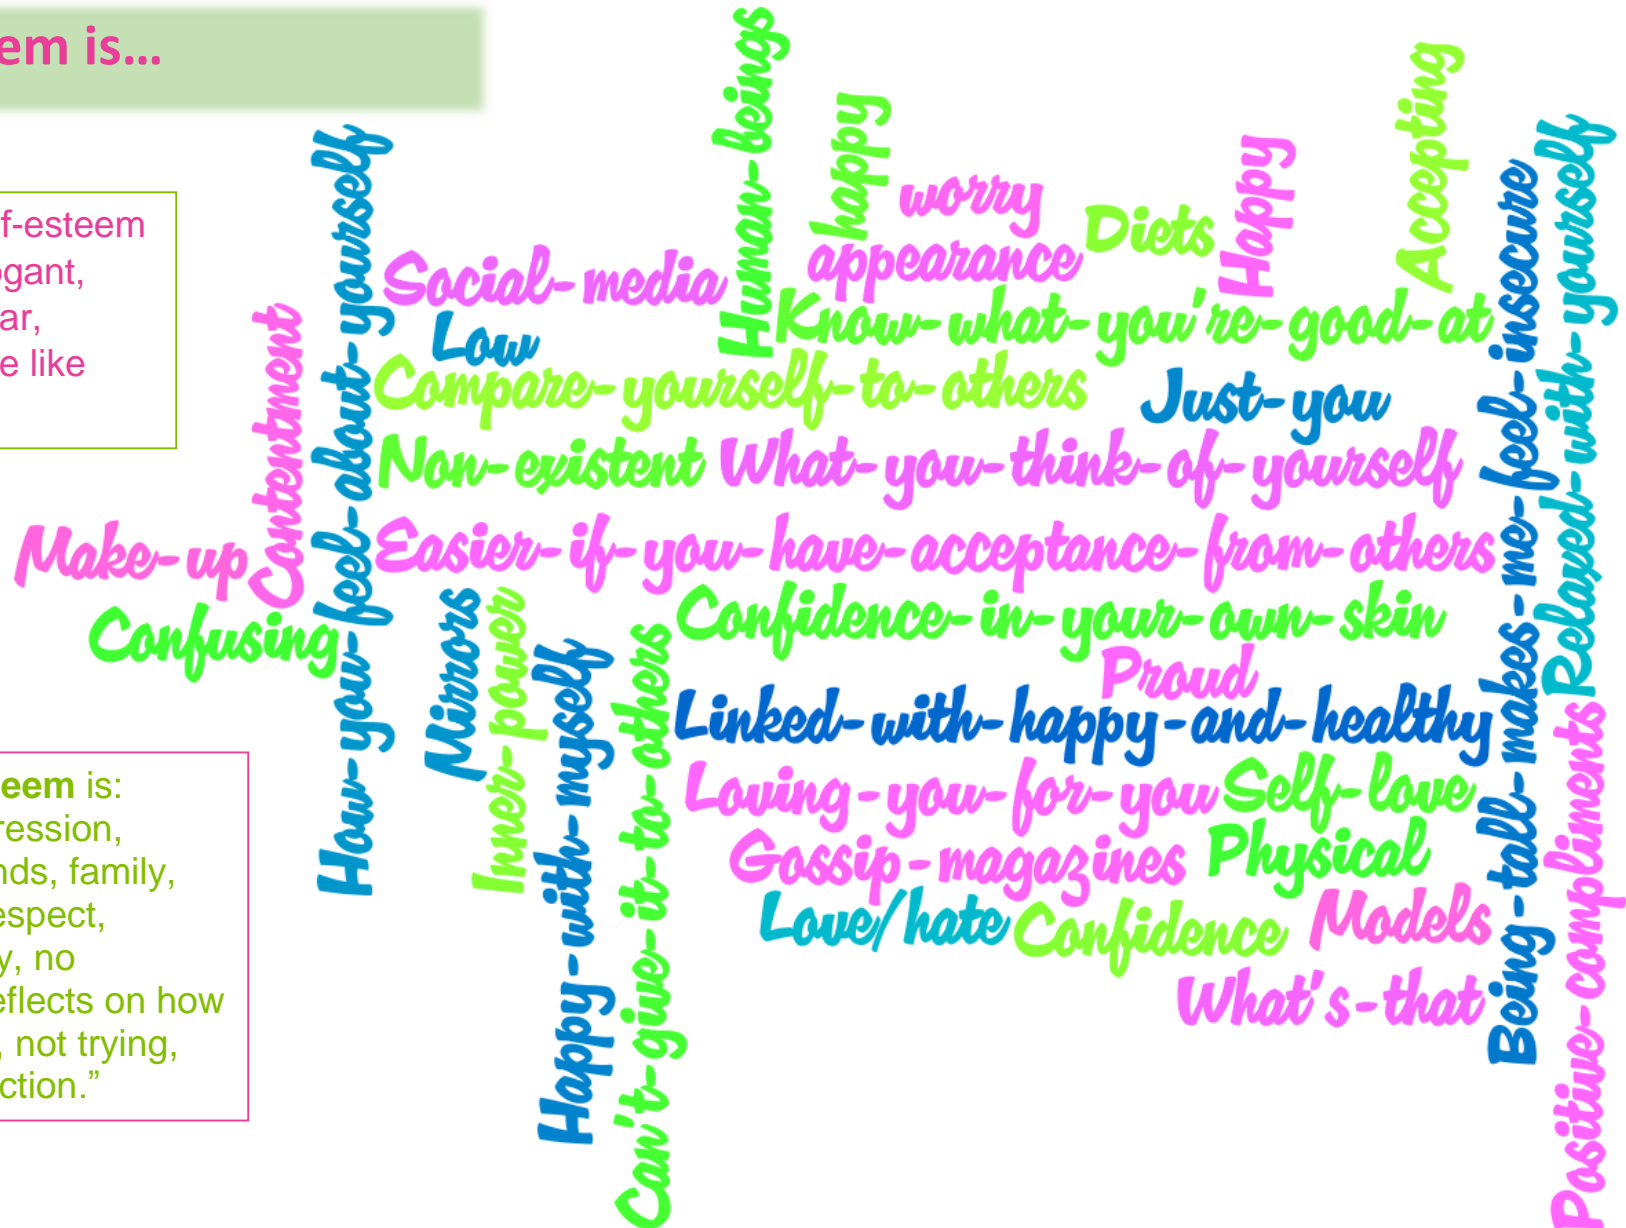 em is...
f-esteem
ogant,
ar,
e like
eem is:
ression,
nds, family,
espect,
y, no
eflects on how
, not trying,
ction.”
Human-beings
happy
worry
appearance
Diets
Happy
Accepting
How-you-feel-about-yourself
Social-media
Low
Know-what-you're-good-at
Compare-yourself-to-others
Just-you
Contentment
Non-existent
What-you-think-of-yourself
Make-up
Easier-if-you-have-acceptance-from-others
Confusing
Mirrors
Inner-power
Happy-with-myself
Can't-give-it-to-others
Confidence-in-your-own-skin
Proud
Linked-with-happy-and-healthy
Loving-you-for-you
Self-love
Gossip-magazines
Physical
Love/hate
Confidence
Models
What's-that
Being-tall-makes-me-feel-insecure
Relaxed-with-yourself
Positive-compliments